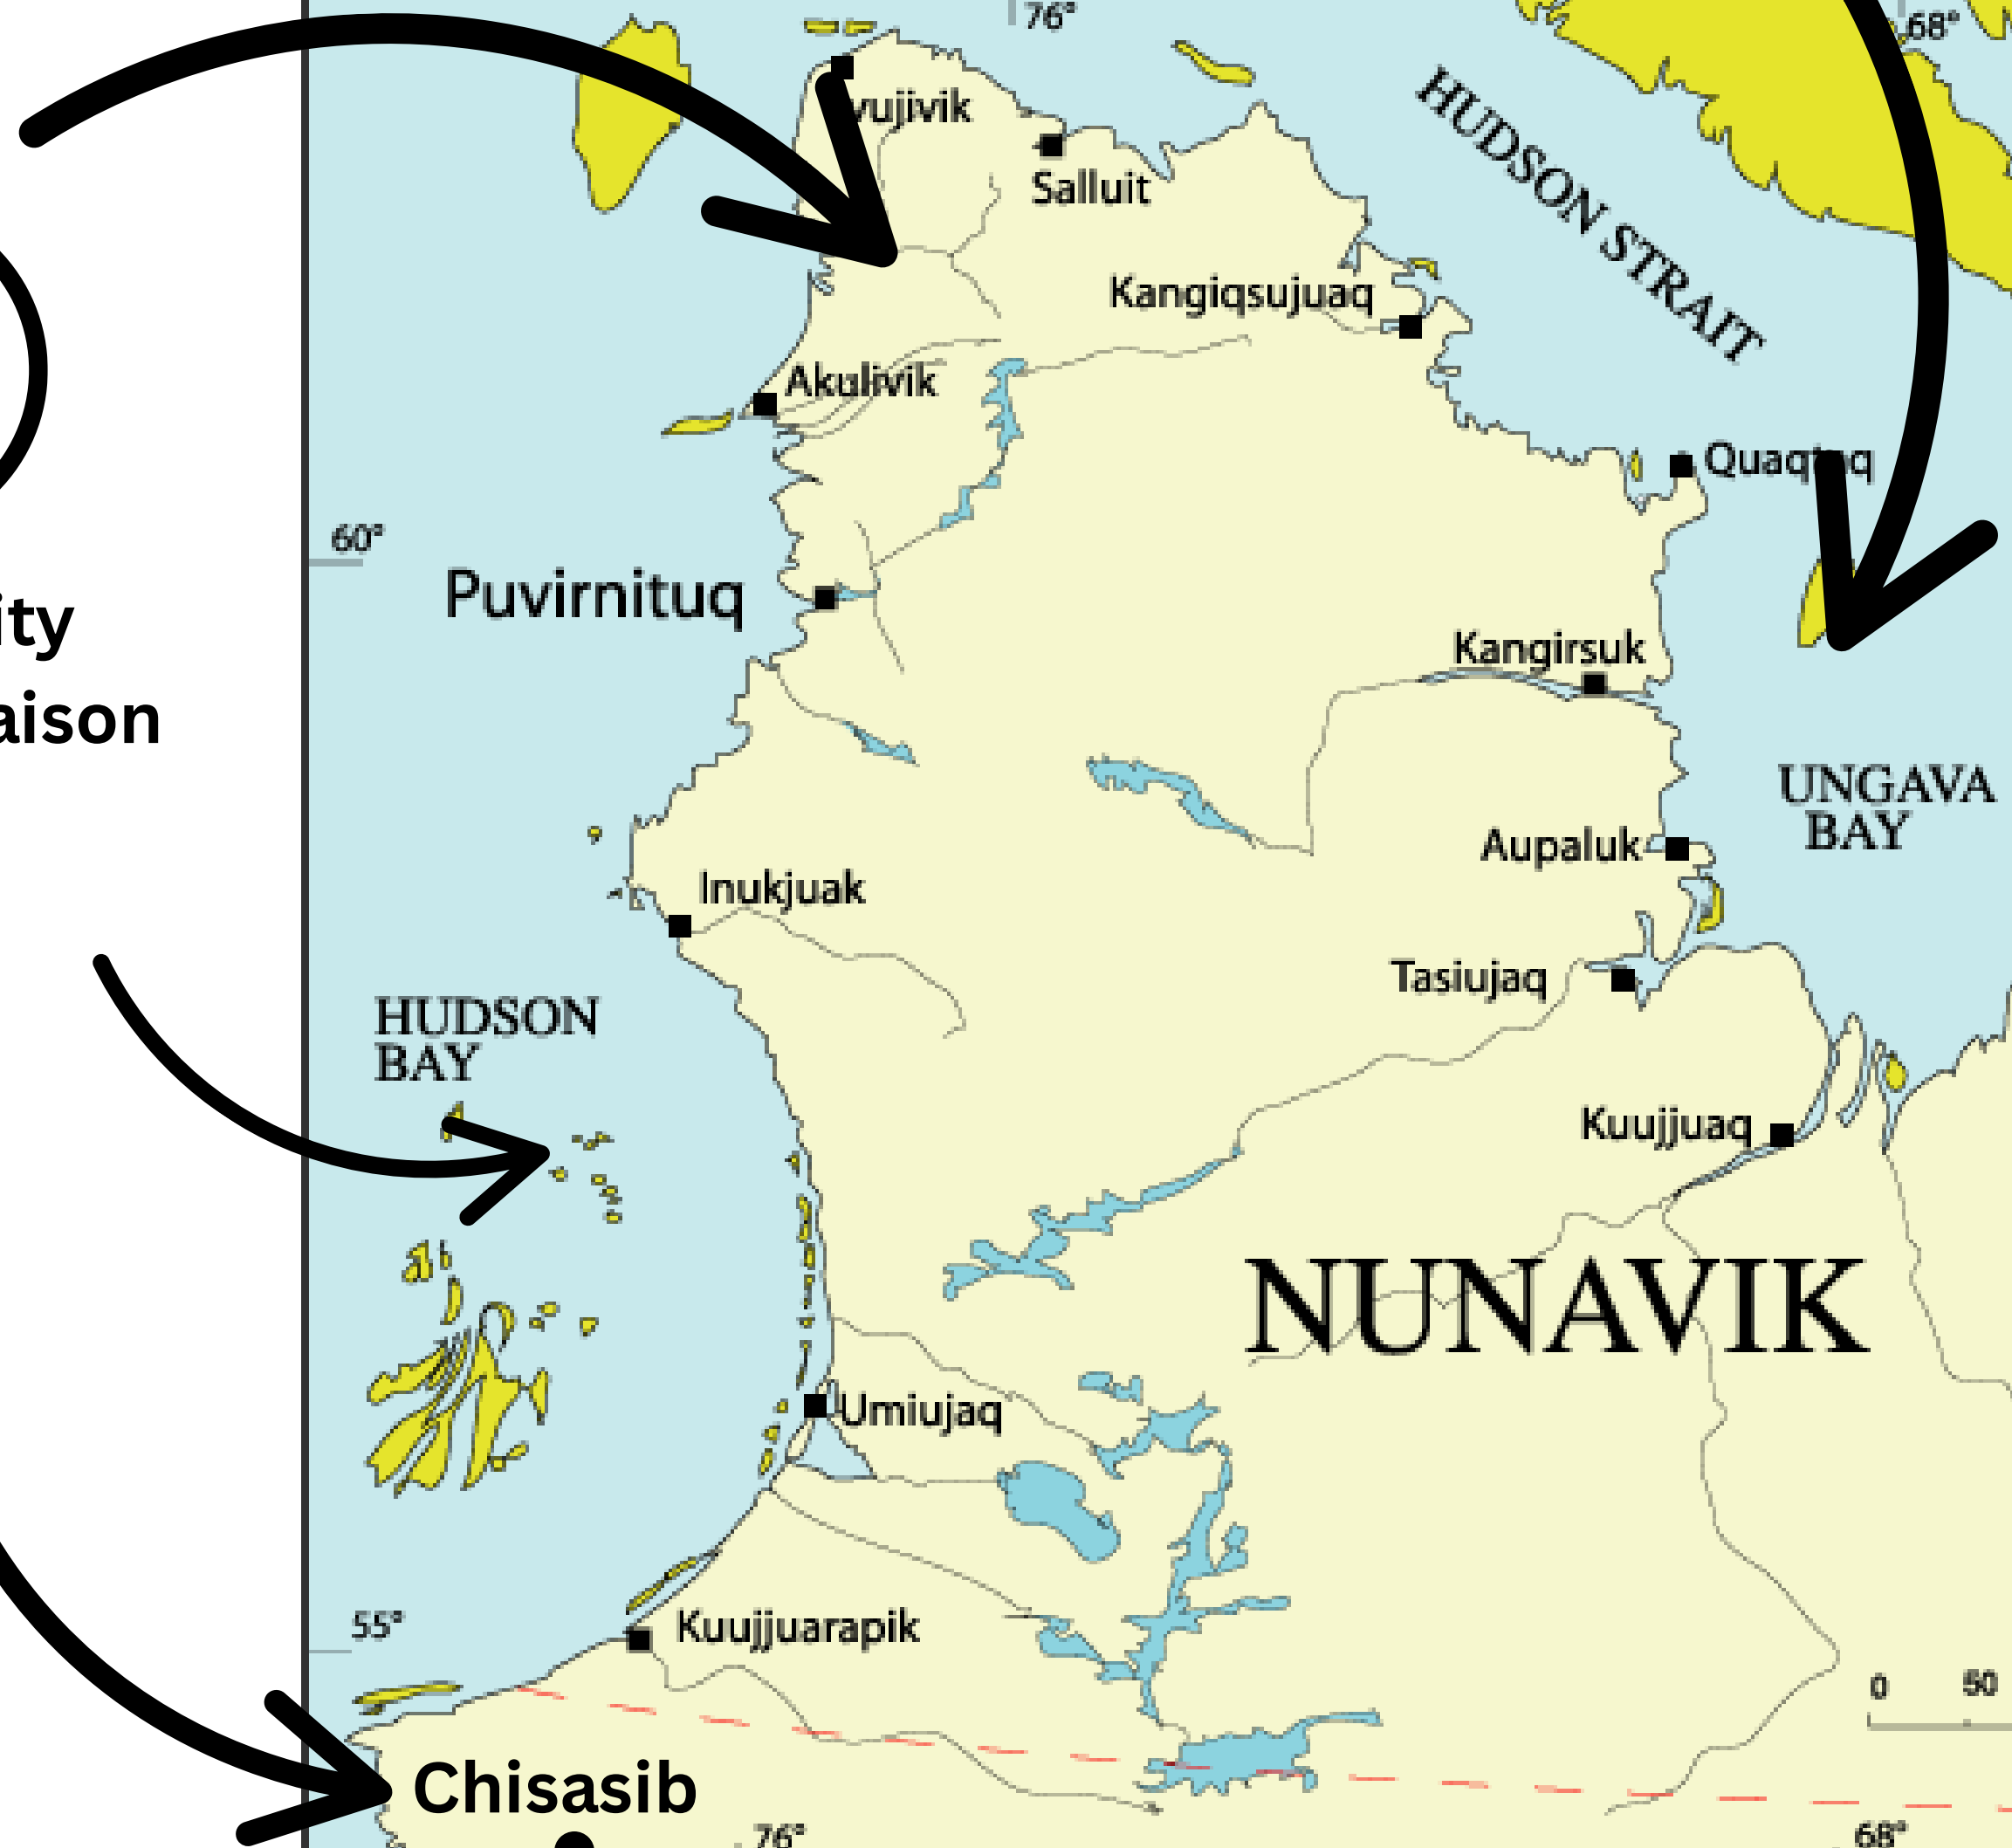 76°
68°
vujivik
HUDSON STRAIT
Salluit
Kangiqsujuaq
Akulivik
60°
Puvirnituq
ity
aison
Kangirsuk
UNGAVA
BAY
Aupaluk
Inukjuak
Tasiujaq
HUDSON
BAY
Kuujjuaq
NUNAVIK
Umiujaq
55°
Kuujjuarapik
0 50
Chisasib
76°
68°